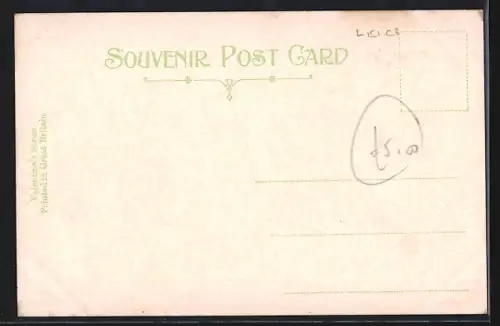 LEICS
SOUVENIR POST CARD
£5.00
Valentine's Series
Printed in Great Britain